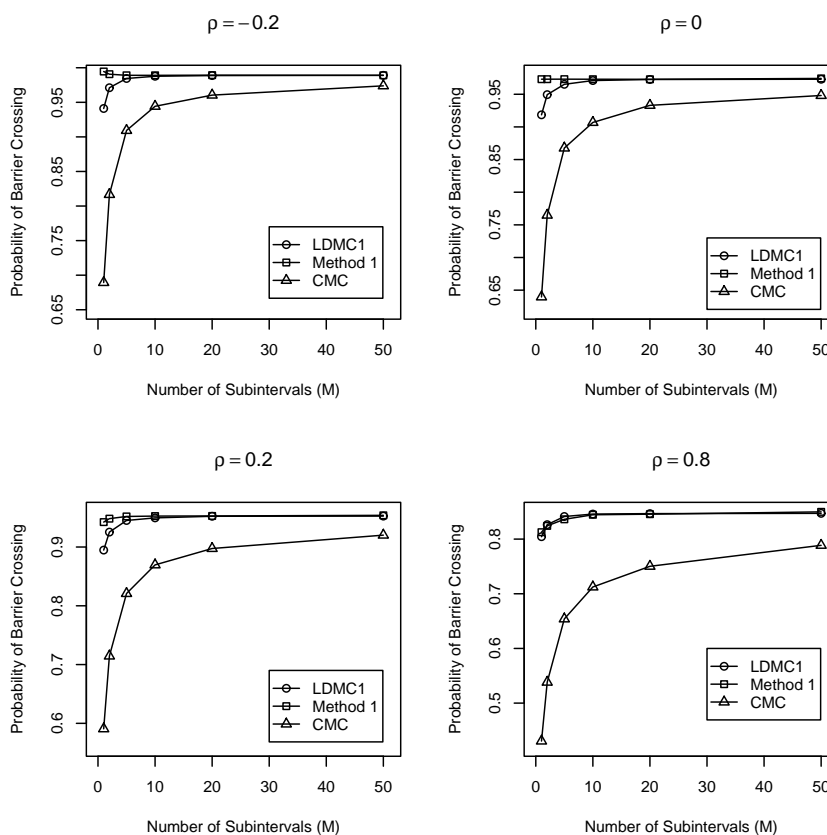 ρ = −0.2
Probability of Barrier Crossing
0.65 0.75 0.85 0.95
LDMC1
Method 1
CMC
0 10 20 30 40 50
Number of Subintervals (M)
ρ = 0
Probability of Barrier Crossing
0.65 0.75 0.85 0.95
LDMC1
Method 1
CMC
0 10 20 30 40 50
Number of Subintervals (M)
ρ = 0.2
Probability of Barrier Crossing
0.6 0.7 0.8 0.9
LDMC1
Method 1
CMC
0 10 20 30 40 50
Number of Subintervals (M)
ρ = 0.8
Probability of Barrier Crossing
0.5 0.6 0.7 0.8
LDMC1
Method 1
CMC
0 10 20 30 40 50
Number of Subintervals (M)